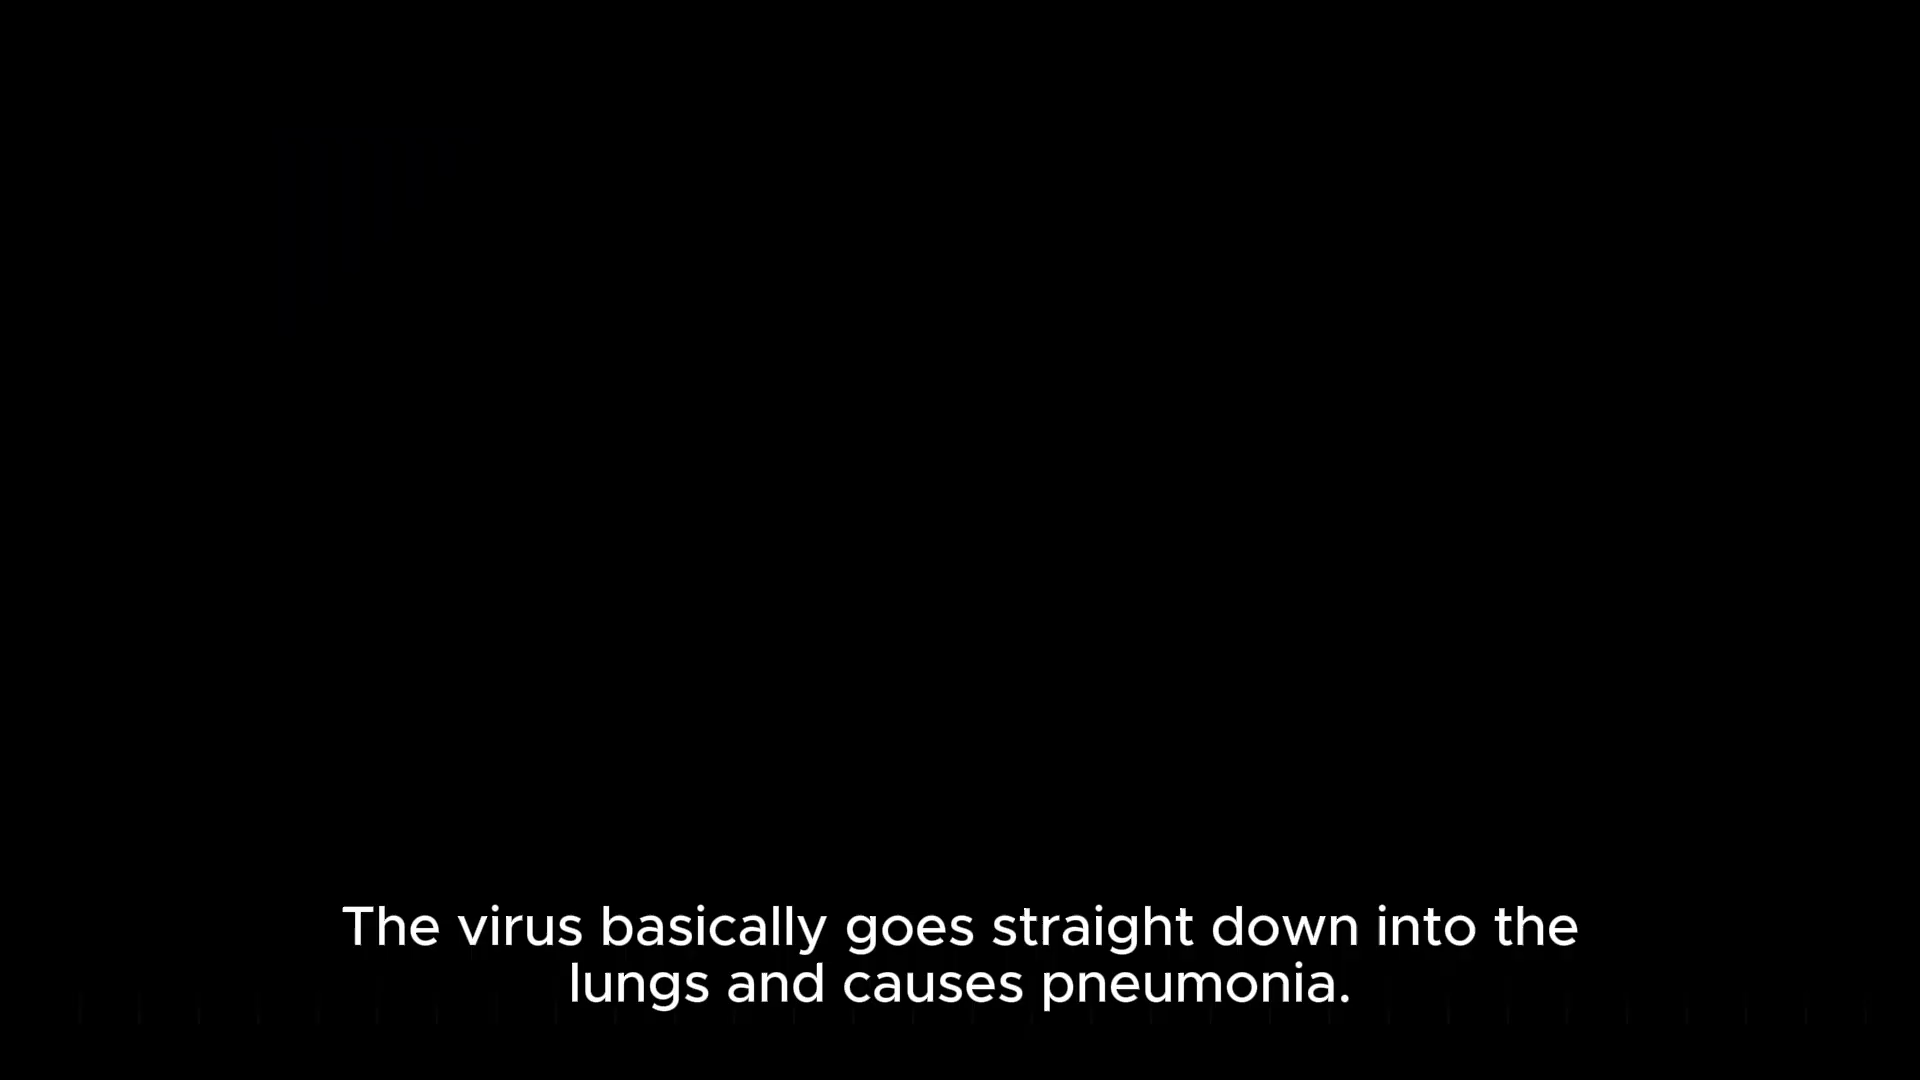 The virus basically goes straight down into the
lungs and causes pneumonia.